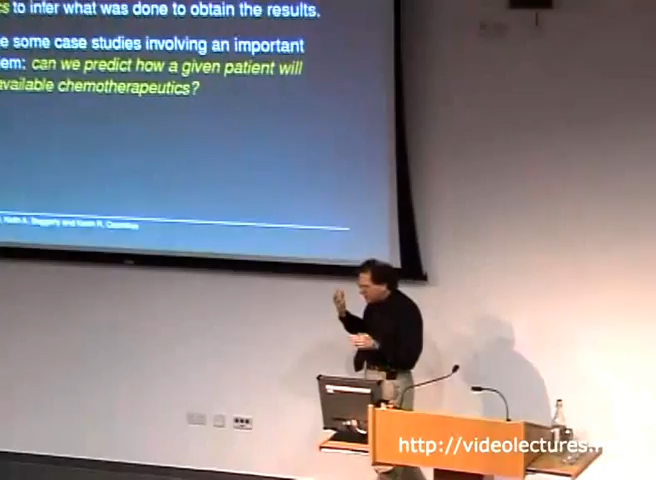 to infer what was done to obtain the results.
some case studies involving an important
em: can we predict how a given patient will
available chemotherapeutics?
Keith A. Baggerly and Kevin R. Coombes
http://videolectures.n